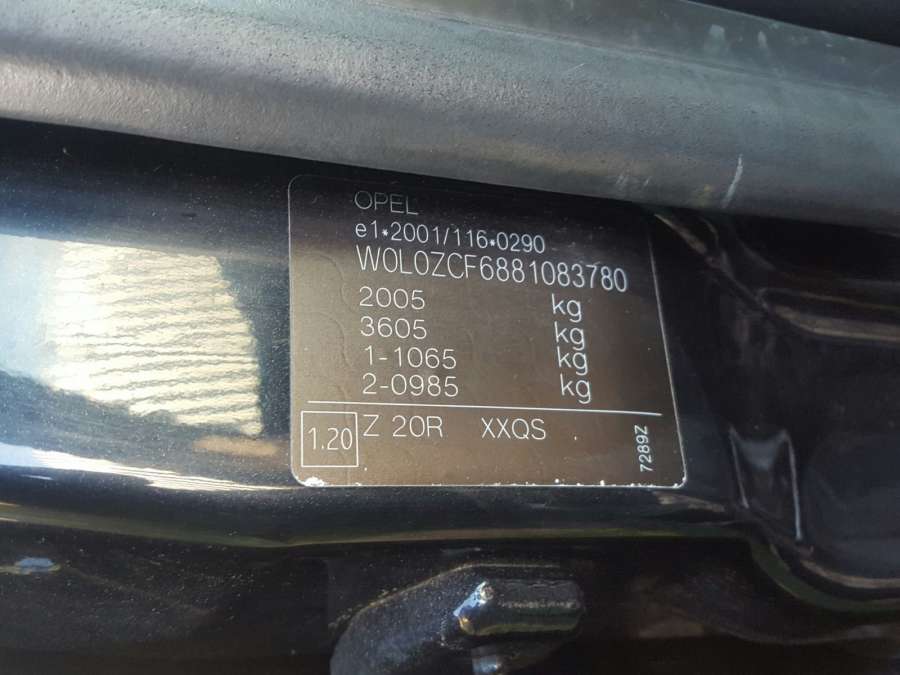 OPEL
e1*2001/116*0290
W0L0ZCF6881083780
2005 kg
3605 kg
1-1065 kg
2-0985 kg
1.20 Z 20R XXQS
7289Z